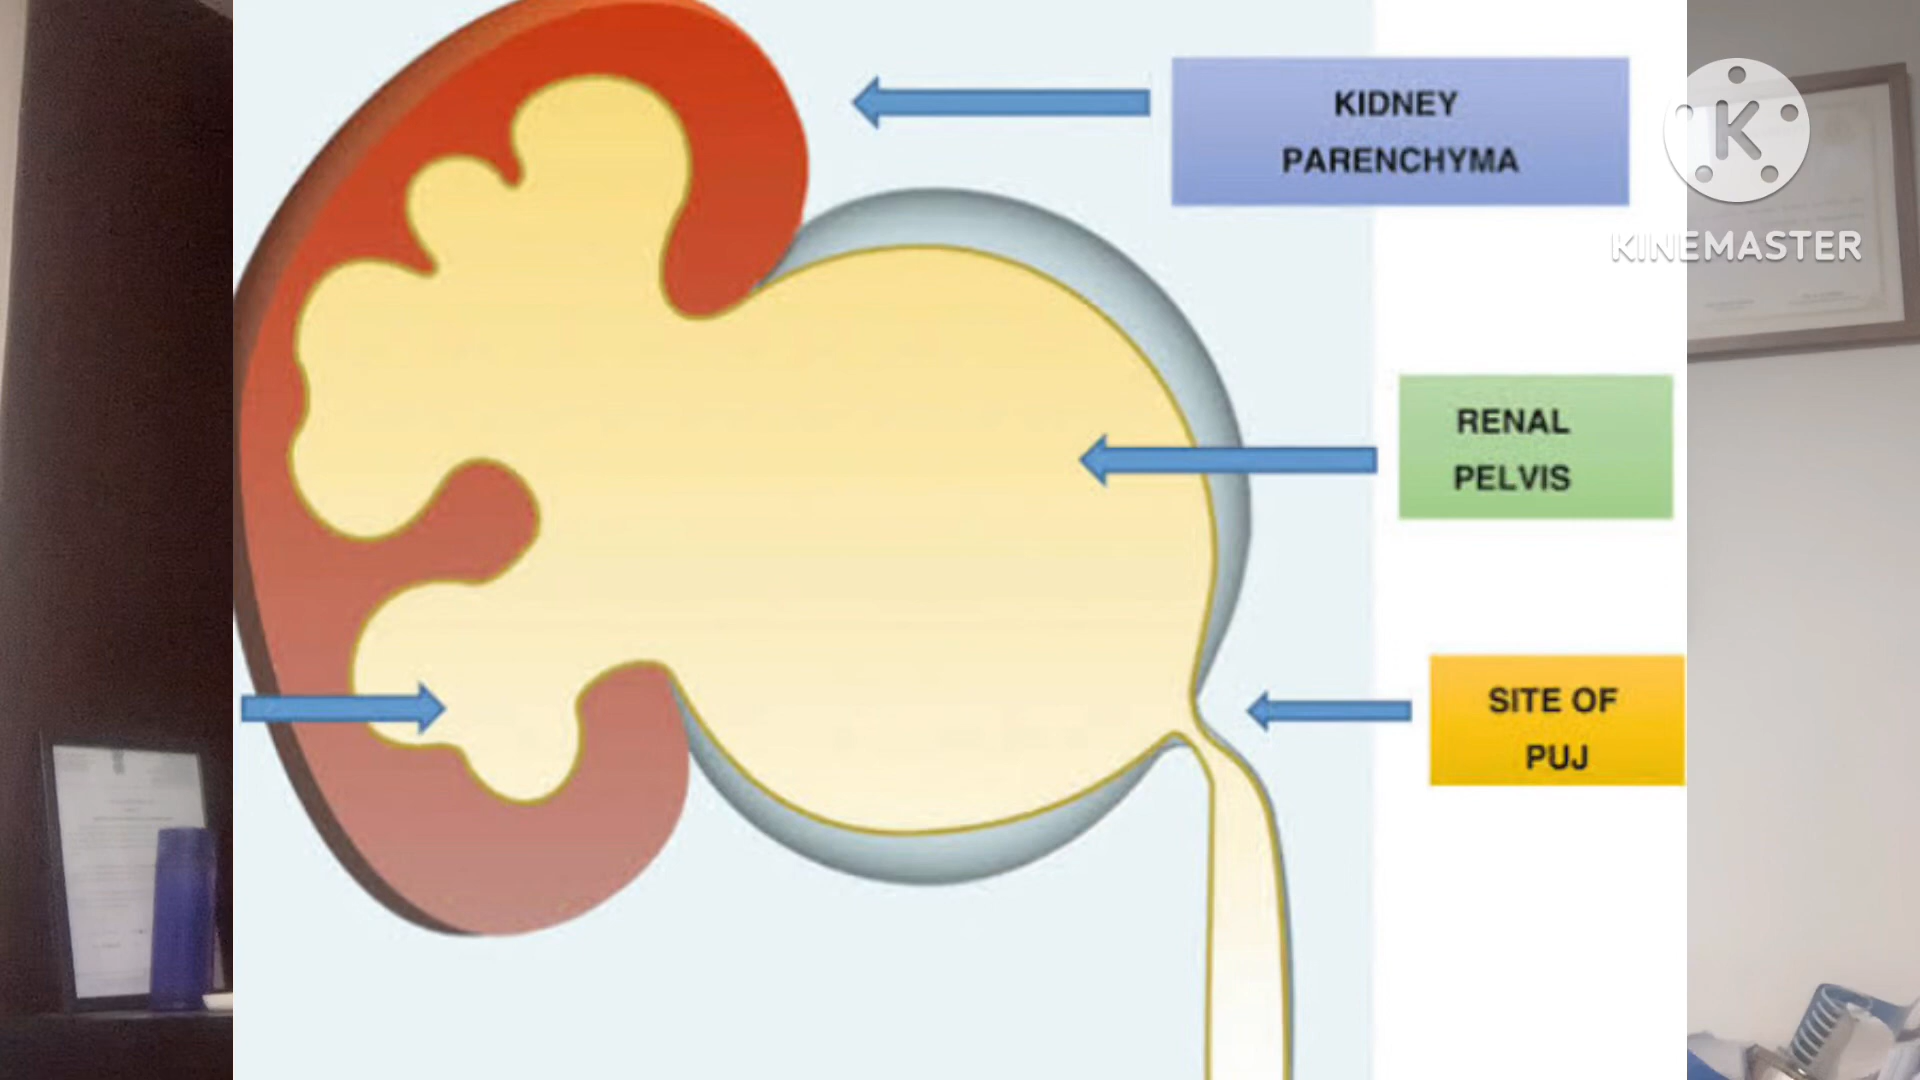 KIDNEY
PARENCHYMA
K
KINEMASTER
RENAL
PELVIS
SITE OF
PUJ